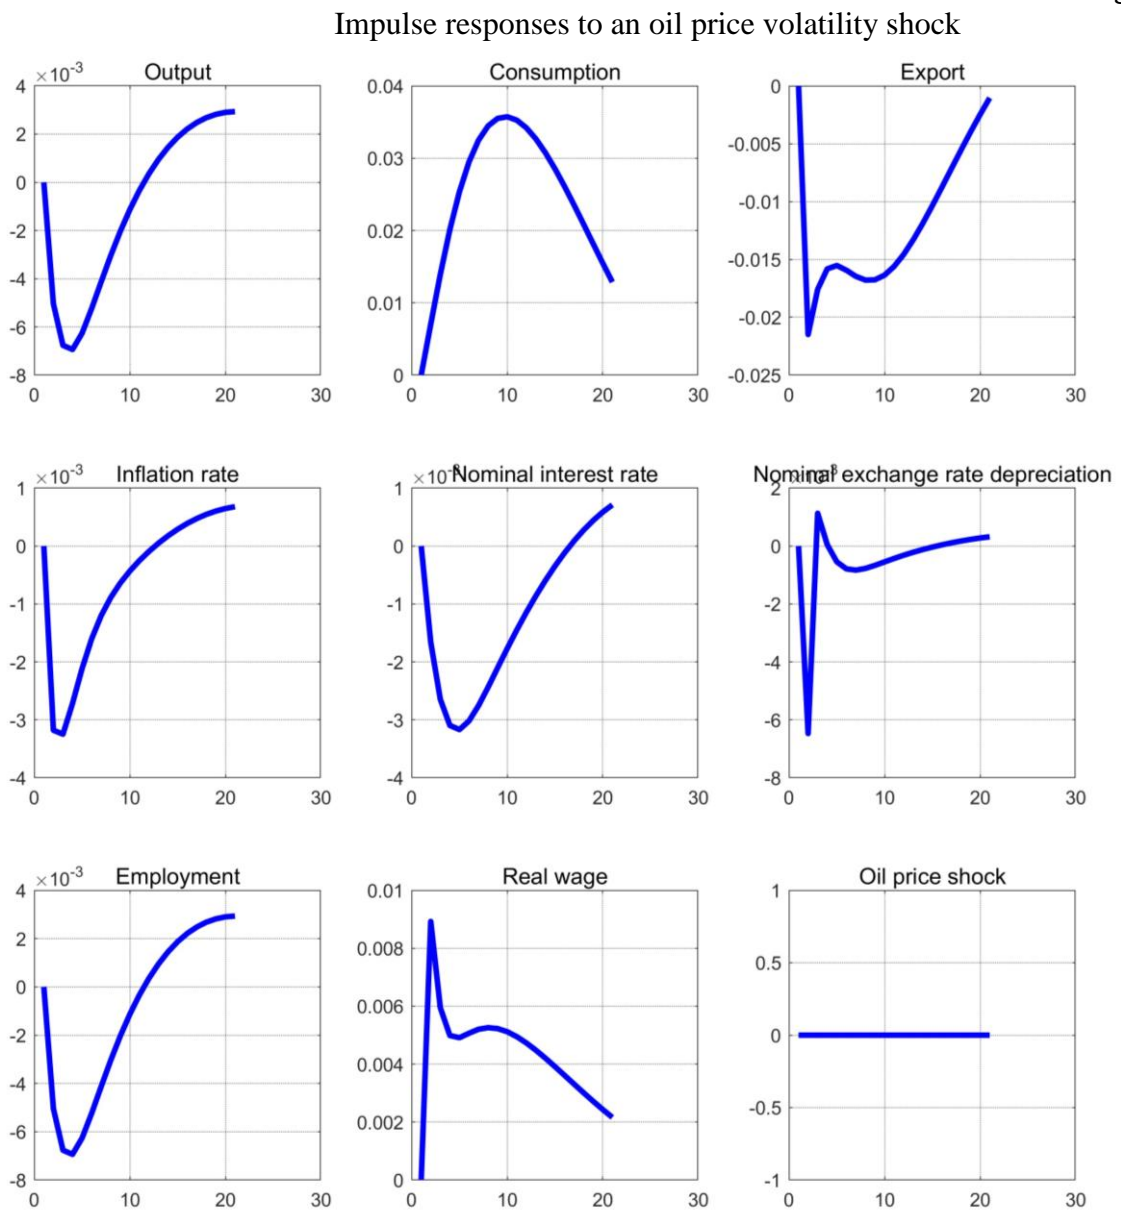 Impulse responses to an oil price volatility shock
×10-3 Output
4
2
0
-2
-4
-6
-8
0 10 20 30
Consumption
0.04
0.03
0.02
0.01
0
0 10 20 30
Export
0
-0.005
-0.01
-0.015
-0.02
-0.025
0 10 20 30
×10-3 Inflation rate
1
0
-1
-2
-3
-4
0 10 20 30
Nominal interest rate
1
0
-1
-2
-3
-4
0 10 20 30
Nominal exchange rate depreciation
2
0
-2
-4
-6
-8
0 10 20 30
×10-3 Employment
4
2
0
-2
-4
-6
-8
0 10 20 30
Real wage
0.01
0.008
0.006
0.004
0.002
0
0 10 20 30
Oil price shock
1
0.5
0
-0.5
-1
0 10 20 30